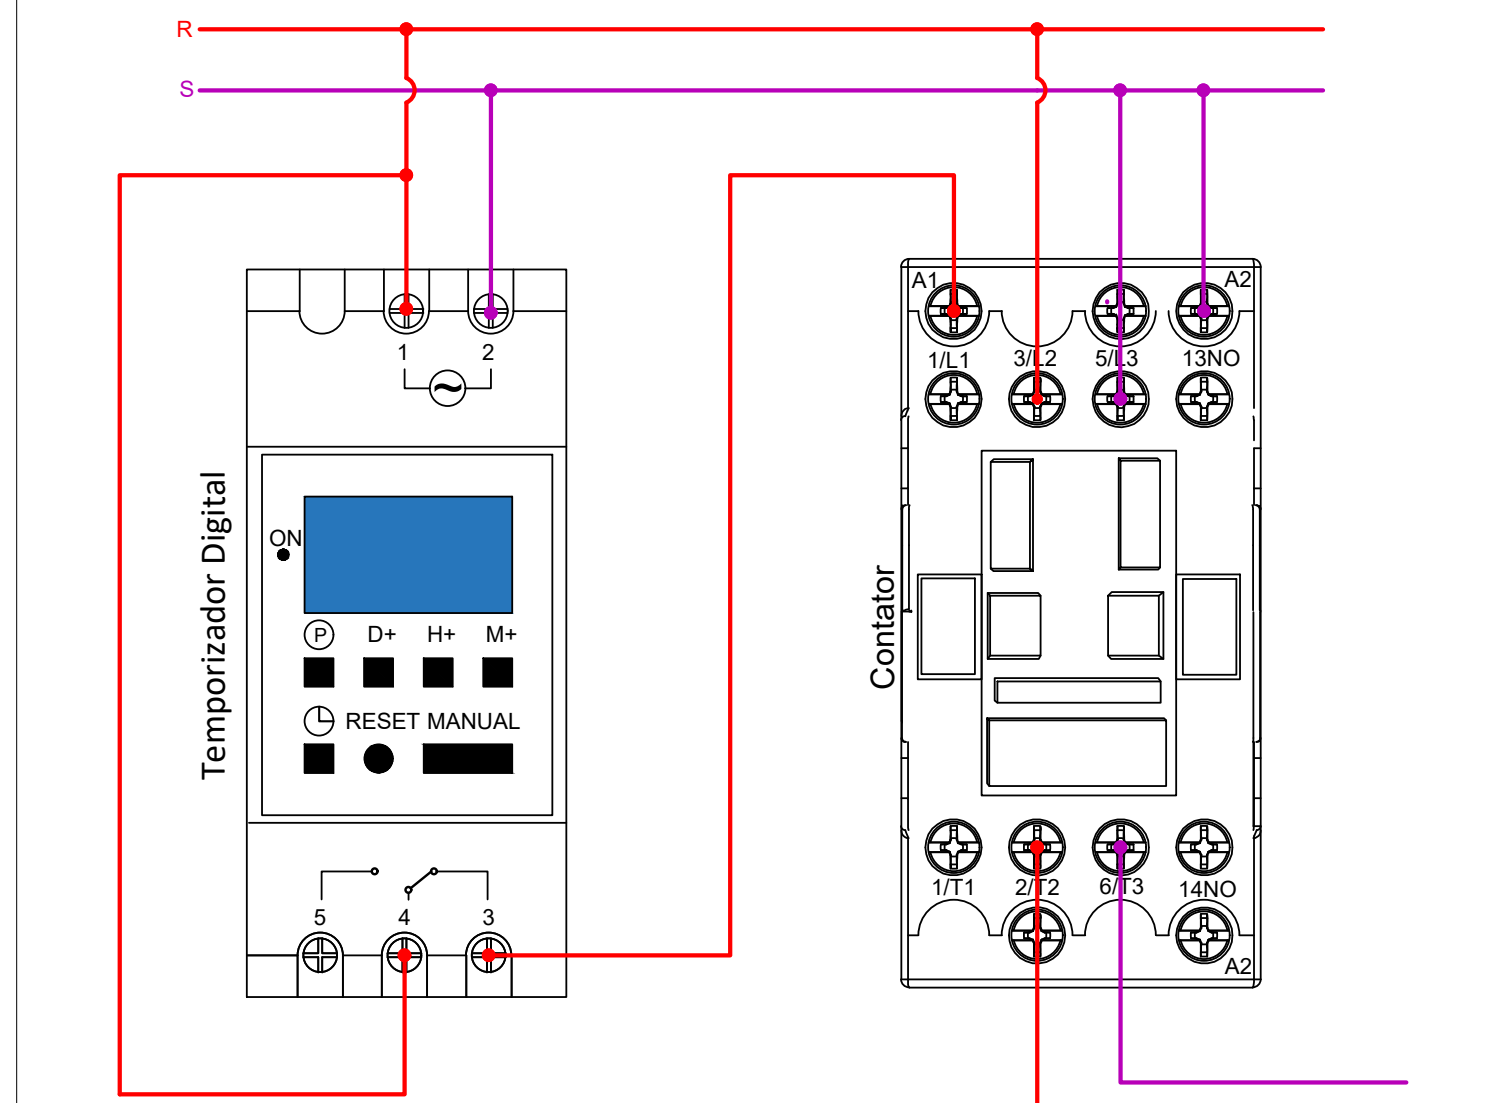 R
S
A1
A2
1
2
1/L1
3/L2
5/L3
13NO
Temporizador Digital
ON
P
D+
H+
M+
RESET
MANUAL
Contator
5
4
3
1/T1
2/T2
6/T3
14NO
A2